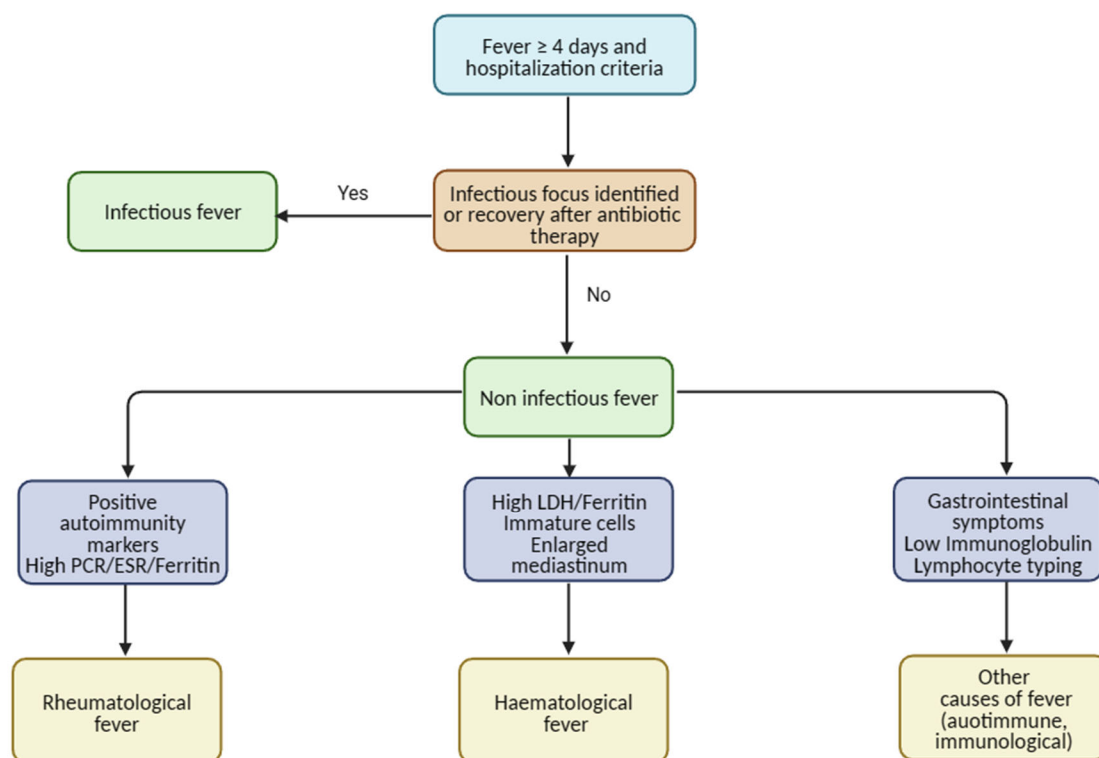 Fever ≥ 4 days and
hospitalization criteria
Yes
Infectious fever
Infectious focus identified
or recovery after antibiotic
therapy
No
Non infectious fever
Positive
autoimmunity
markers
High PCR/ESR/Ferritin
High LDH/Ferritin
Immature cells
Enlarged
mediastinum
Gastrointestinal
symptoms
Low Immunoglobulin
Lymphocyte typing
Rheumatological
fever
Haematological
fever
Other
causes of fever
(auotimmune,
immunological)